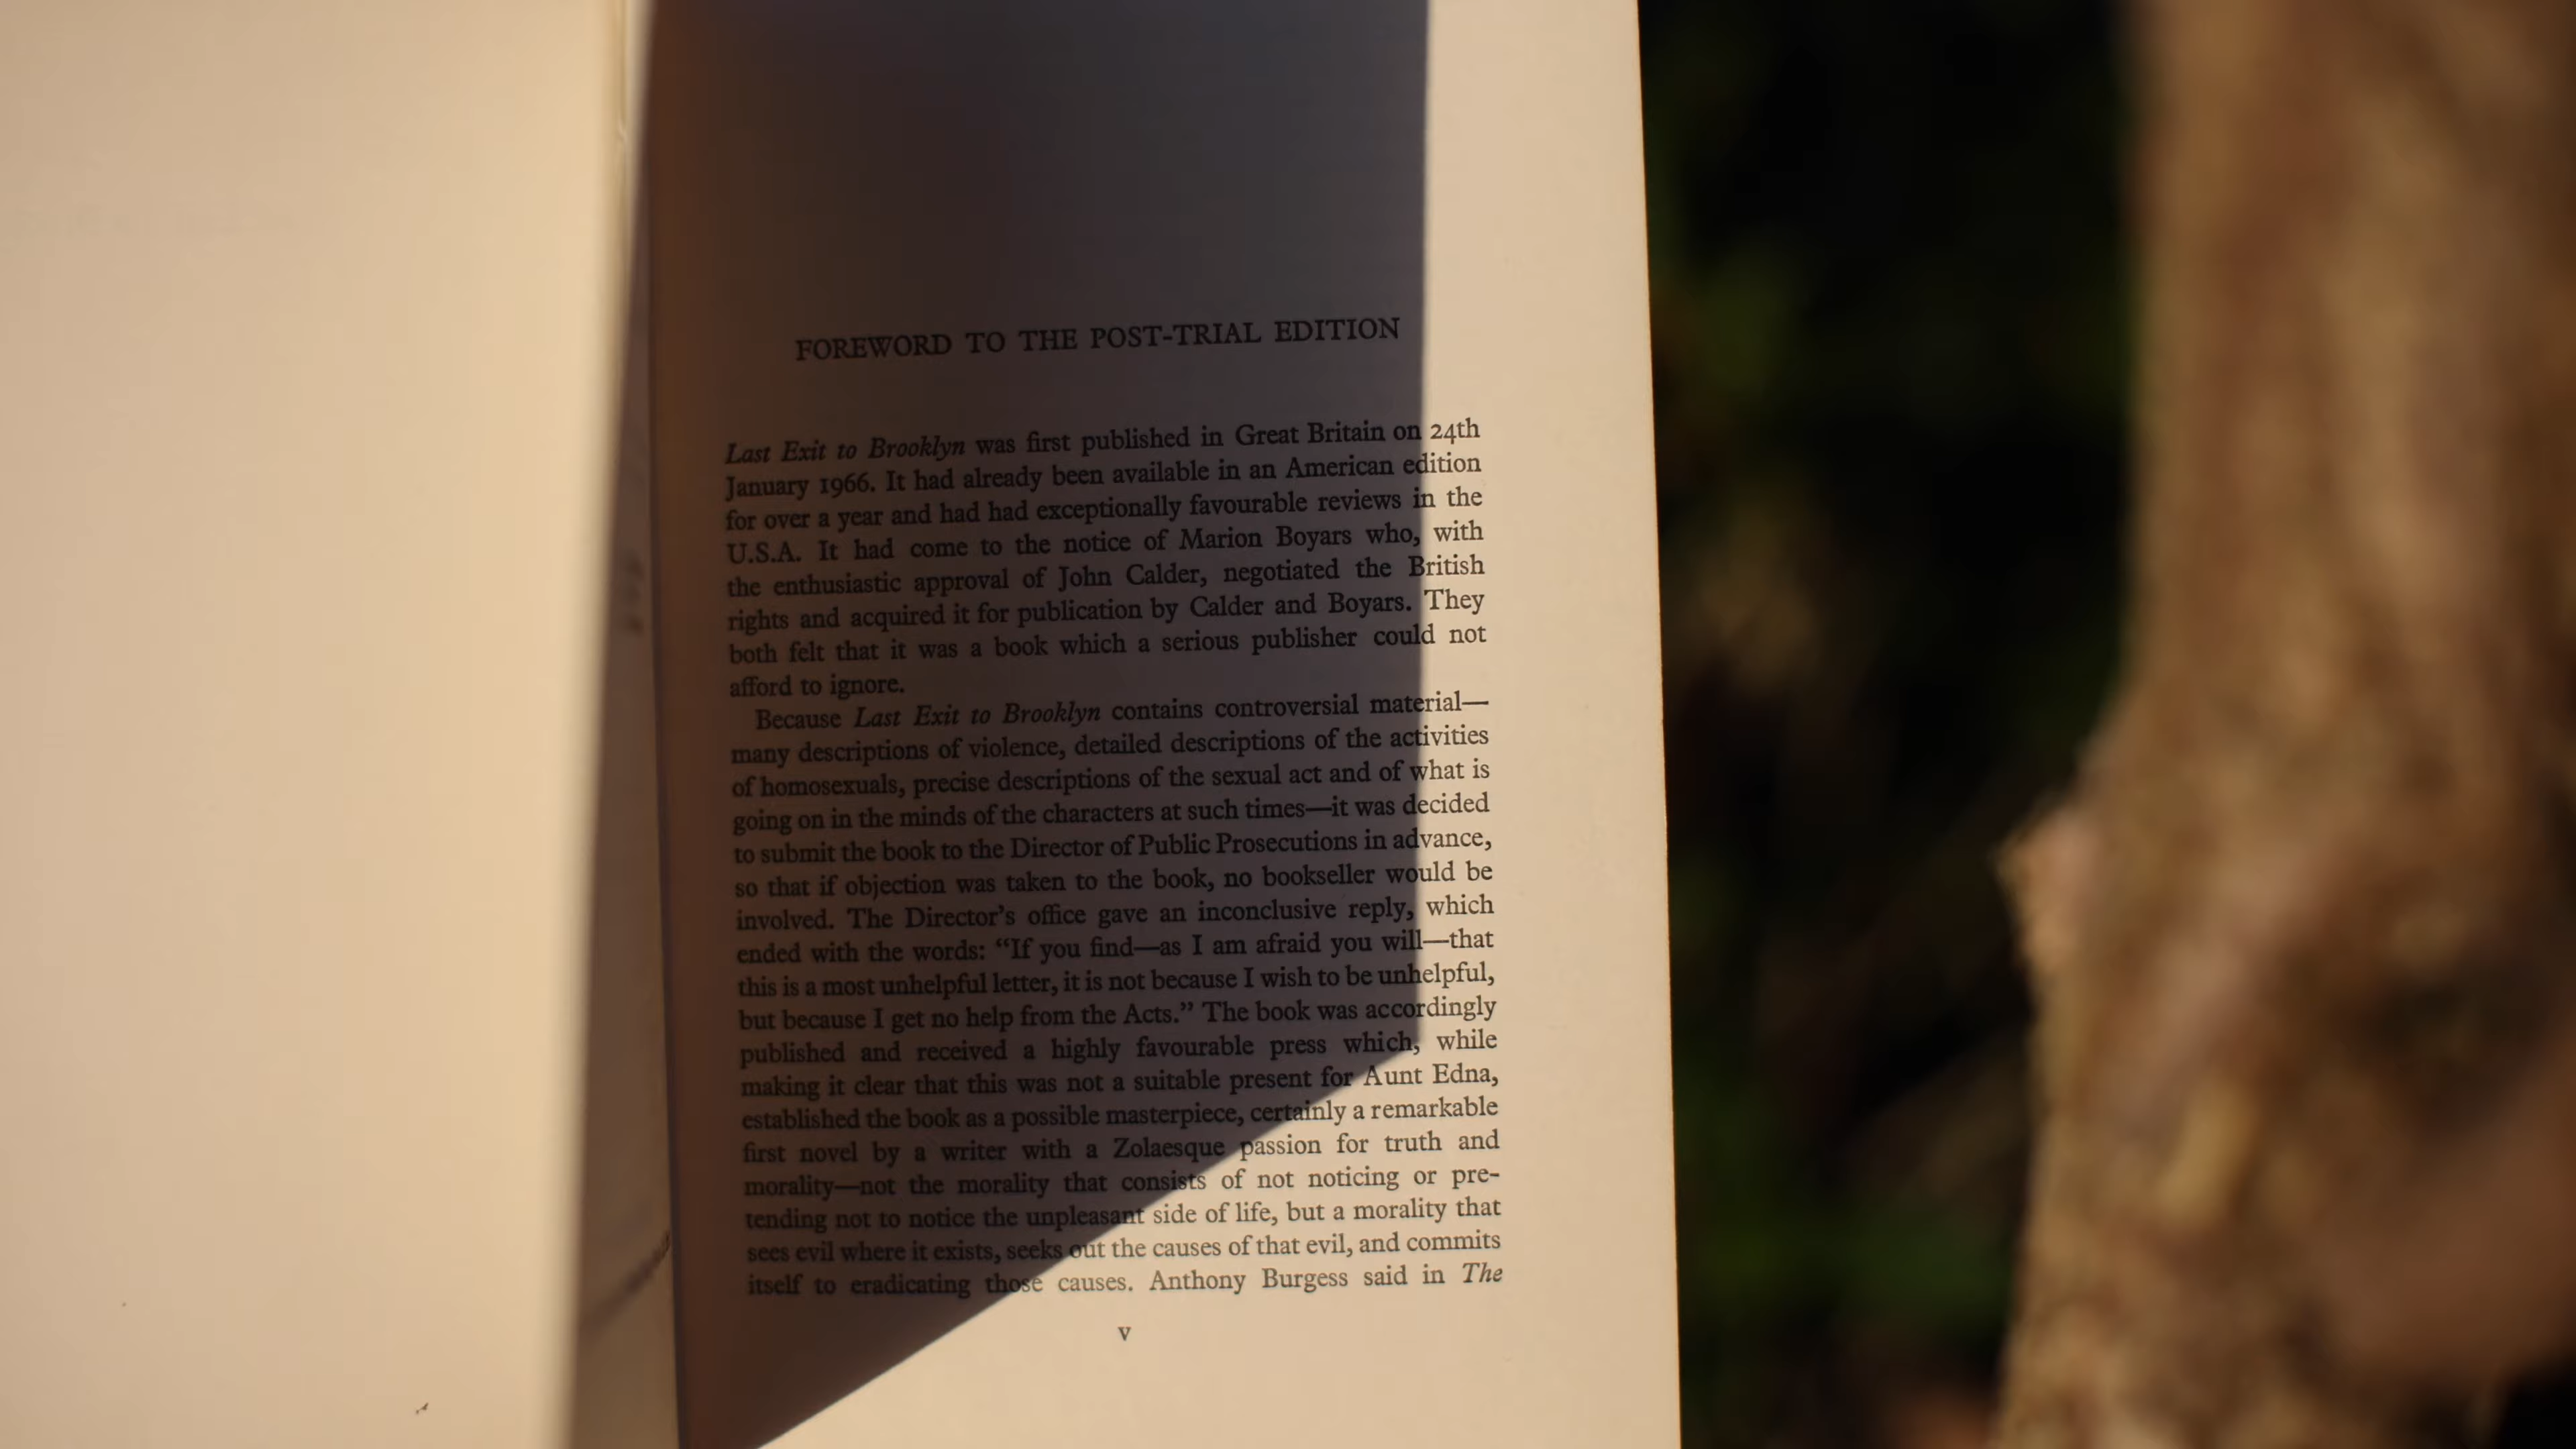 FOREWORD TO THE POST-TRIAL EDITION
Last Exit to Brooklyn was first published in Great Britain on 24th
January 1966. It had already been available in an American edition
for over a year and had had exceptionally favourable reviews in the
U.S.A. It had come to the notice of Marion Boyars who, with
the enthusiastic approval of John Calder, negotiated the British
rights and acquired it for publication by Calder and Boyars. They
both felt that it was a book which a serious publisher could not
afford to ignore.
Because Last Exit to Brooklyn contains controversial material—
many descriptions of violence, detailed descriptions of the activities
of homosexuals, precise descriptions of the sexual act and of what is
going on in the minds of the characters at such times—it was decided
to submit the book to the Director of Public Prosecutions in advance,
so that if objection was taken to the book, no bookseller would be
involved. The Director's office gave an inconclusive reply, which
ended with the words: “If you find—as I am afraid you will—that
this is a most unhelpful letter, it is not because I wish to be unhelpful,
but because I get no help from the Acts.” The book was accordingly
published and received a highly favourable press which, while
making it clear that this was not a suitable present for Aunt Edna,
established the book as a possible masterpiece, certainly a remarkable
first novel by a writer with a Zolaesque passion for truth and
morality—not the morality that consists of not noticing or pre-
tending not to notice the unpleasant side of life, but a morality that
sees evil where it exists, seeks out the causes of that evil, and commits
itself to eradicating those causes. Anthony Burgess said in The
v